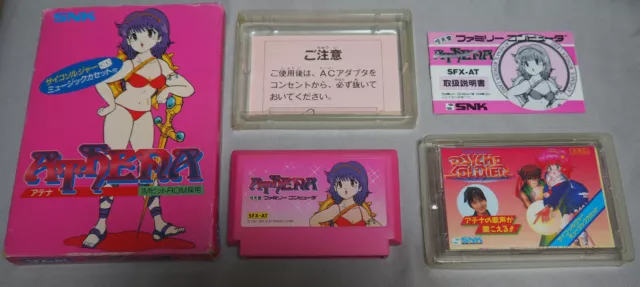 SNK
サイコソルジャー
ミュージックカセット付
ATHENA
アテナ
ご注意
ご使用後は、ACアダプタを
コンセントから、必ず抜いて
おいてください。
ファミリー コンピュータ
ATHENA
SFX-AT
取扱説明書
SNK
ATHENA
ファミリー コンピュータ
SFX-AT
PSYCHO
SOLDIER
アテナの歌声が
聴こえる!!